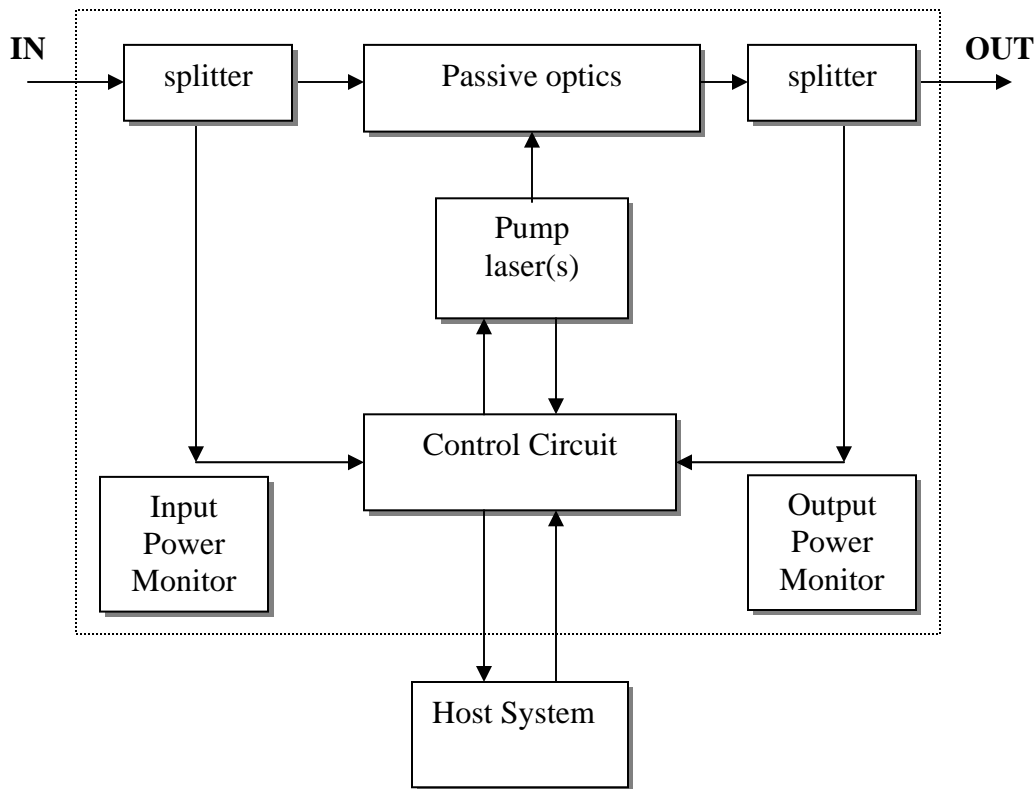 IN
OUT
splitter
Passive optics
splitter
Pump
laser(s)
Control Circuit
Input
Power
Monitor
Output
Power
Monitor
Host System